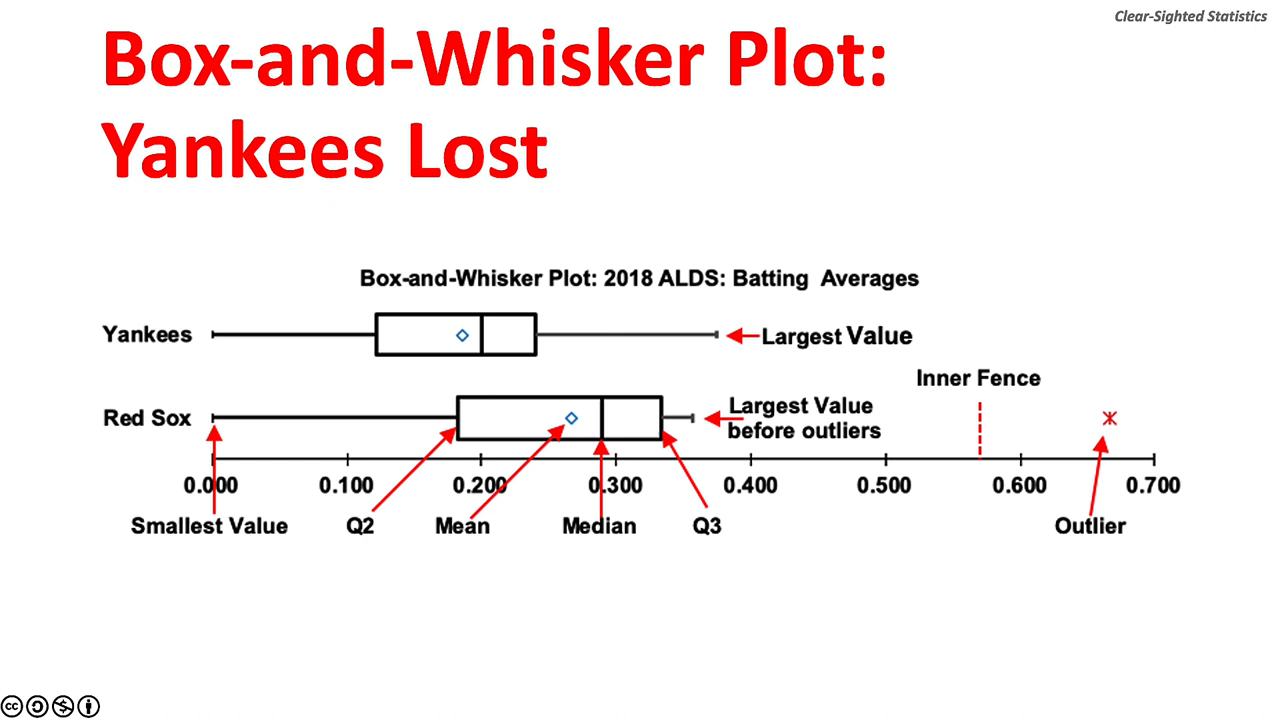 Clear-Sighted Statistics
Box-and-Whisker Plot:
Yankees Lost
Box-and-Whisker Plot: 2018 ALDS: Batting Averages
Yankees
Largest Value
Inner Fence
Red Sox
Largest Value
before outliers
0.000 0.100 0.200 0.300 0.400 0.500 0.600 0.700
Smallest Value Q2 Mean Median Q3 Outlier
cc